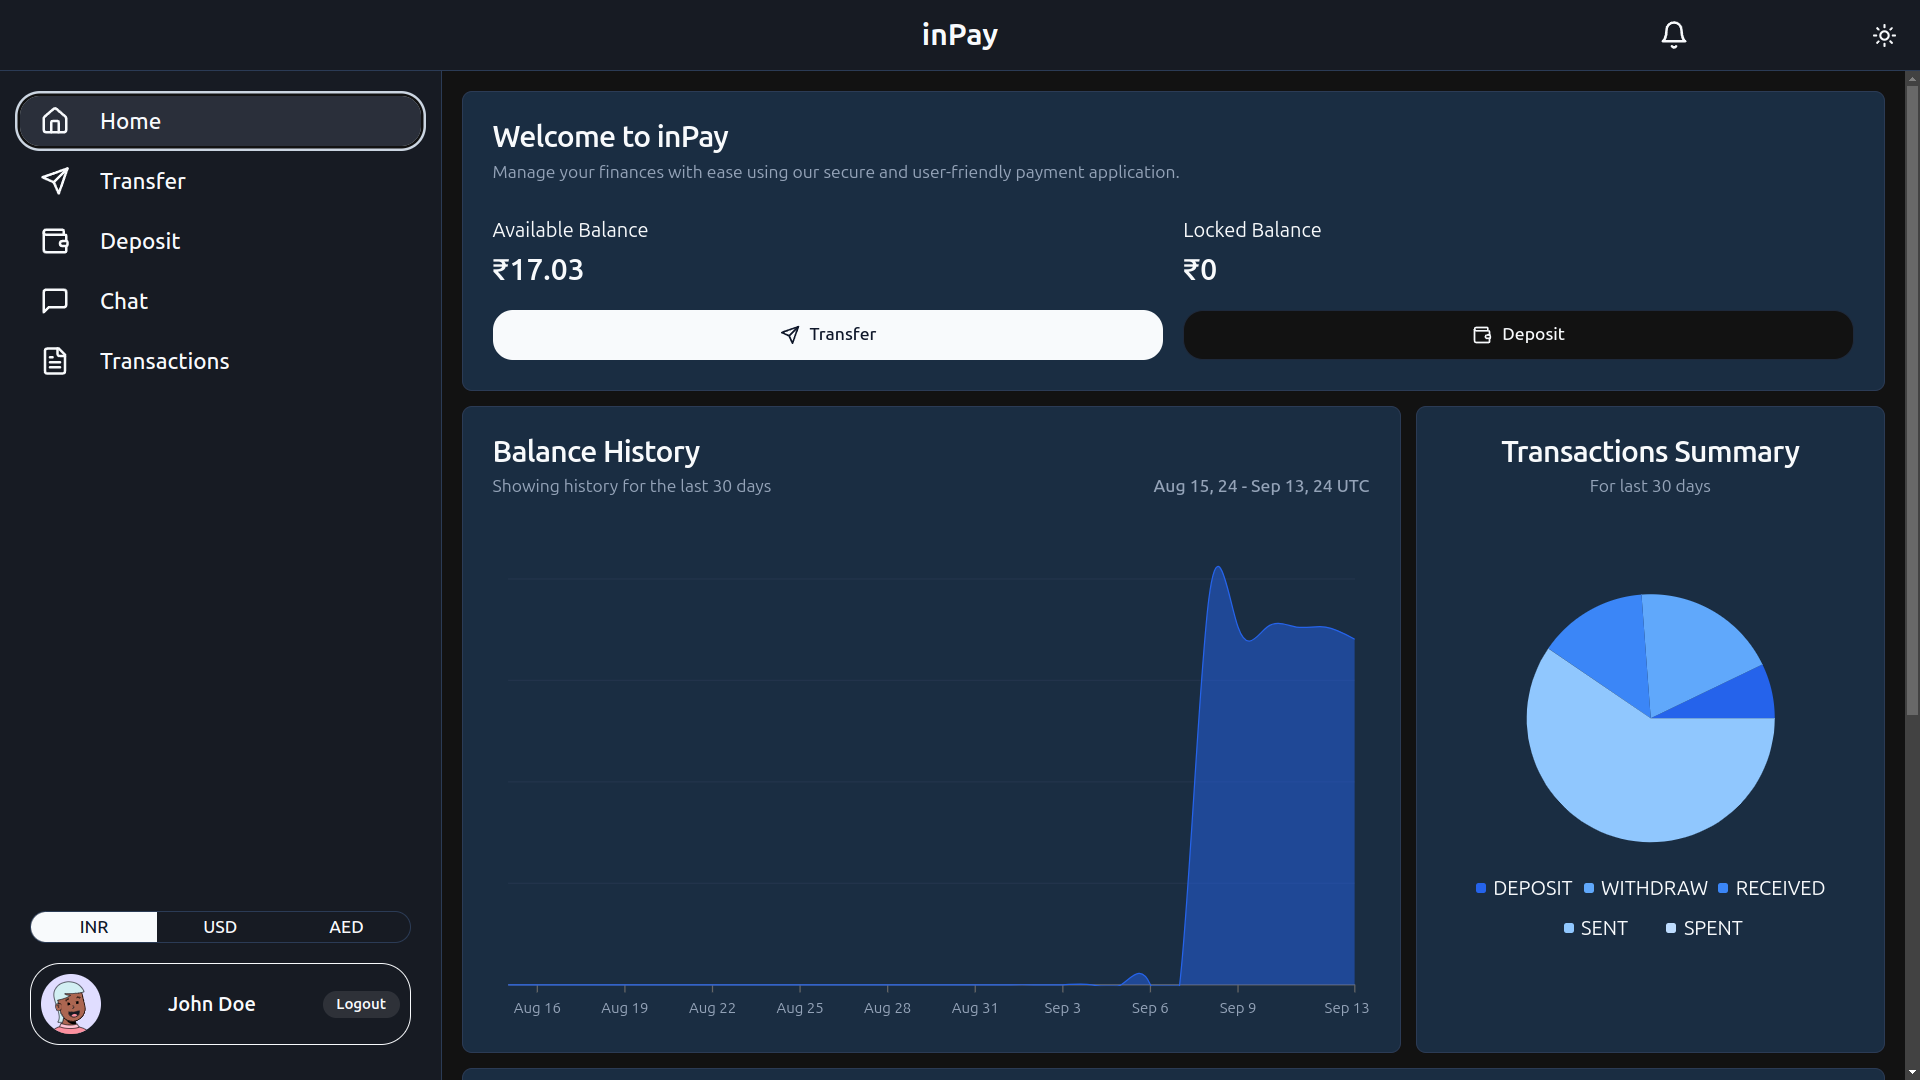 inPay
Home
Transfer
Deposit
Chat
Transactions
INR USD AED
John Doe Logout
Welcome to inPay
Manage your finances with ease using our secure and user-friendly payment application.
Available Balance Locked Balance
₹17.03 ₹0
Transfer Deposit
Balance History
Showing history for the last 30 days Aug 15, 24 - Sep 13, 24 UTC
Aug 16 Aug 19 Aug 22 Aug 25 Aug 28 Aug 31 Sep 3 Sep 6 Sep 9 Sep 13
Transactions Summary
For last 30 days
DEPOSIT WITHDRAW RECEIVED
SENT SPENT